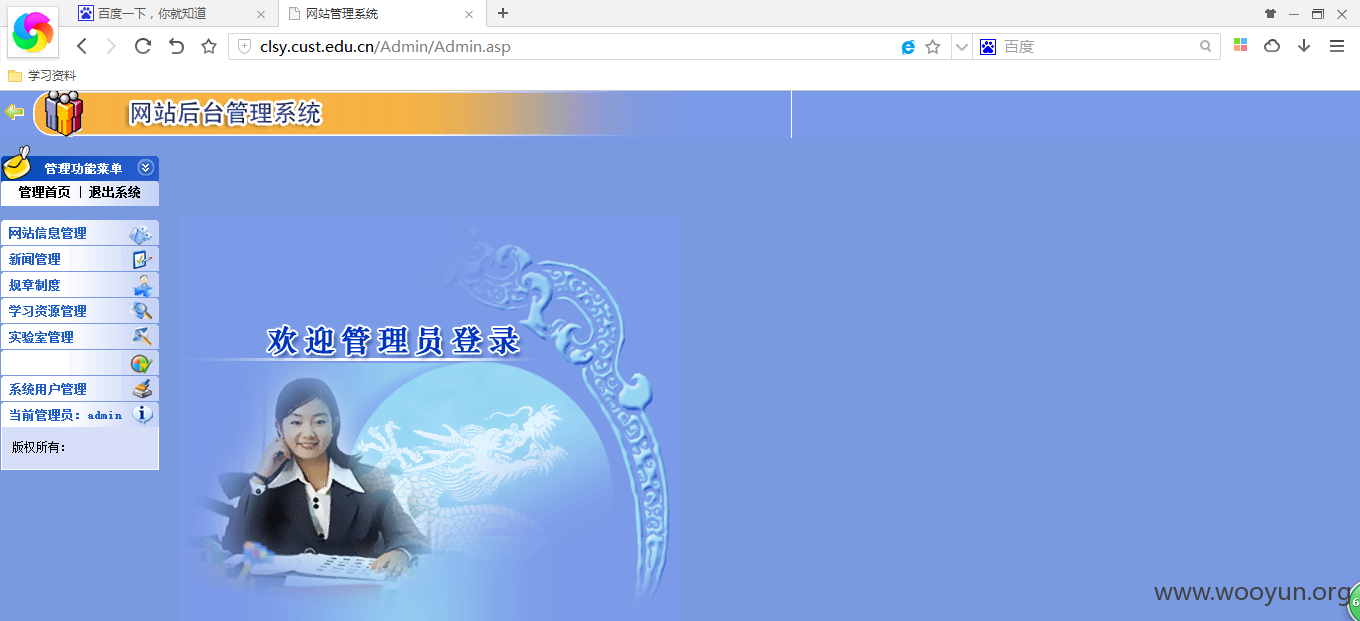 百度一下，你就知道
网站管理系统
clsy.cust.edu.cn/Admin/Admin.asp
百度
学习资料
网站后台管理系统
管理功能菜单
管理首页 | 退出系统
网站信息管理
新闻管理
规章制度
学习资源管理
实验室管理
系统用户管理
当前管理员：admin
版权所有：
欢迎管理员登录
www.wooyun.org
6